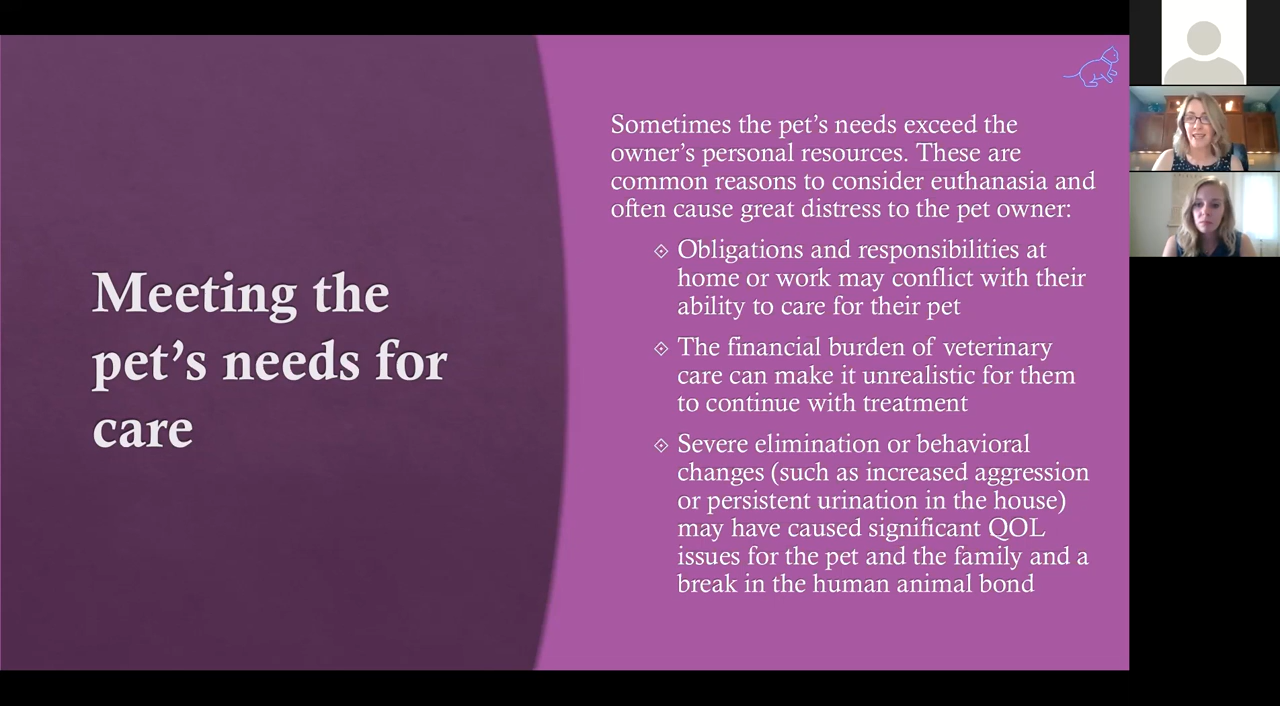 Meeting the
pet’s needs for
care
Sometimes the pet’s needs exceed the
owner’s personal resources. These are
common reasons to consider euthanasia and
often cause great distress to the pet owner:
Obligations and responsibilities at
home or work may conflict with their
ability to care for their pet
The financial burden of veterinary
care can make it unrealistic for them
to continue with treatment
Severe elimination or behavioral
changes (such as increased aggression
or persistent urination in the house)
may have caused significant QOL
issues for the pet and the family and a
break in the human animal bond